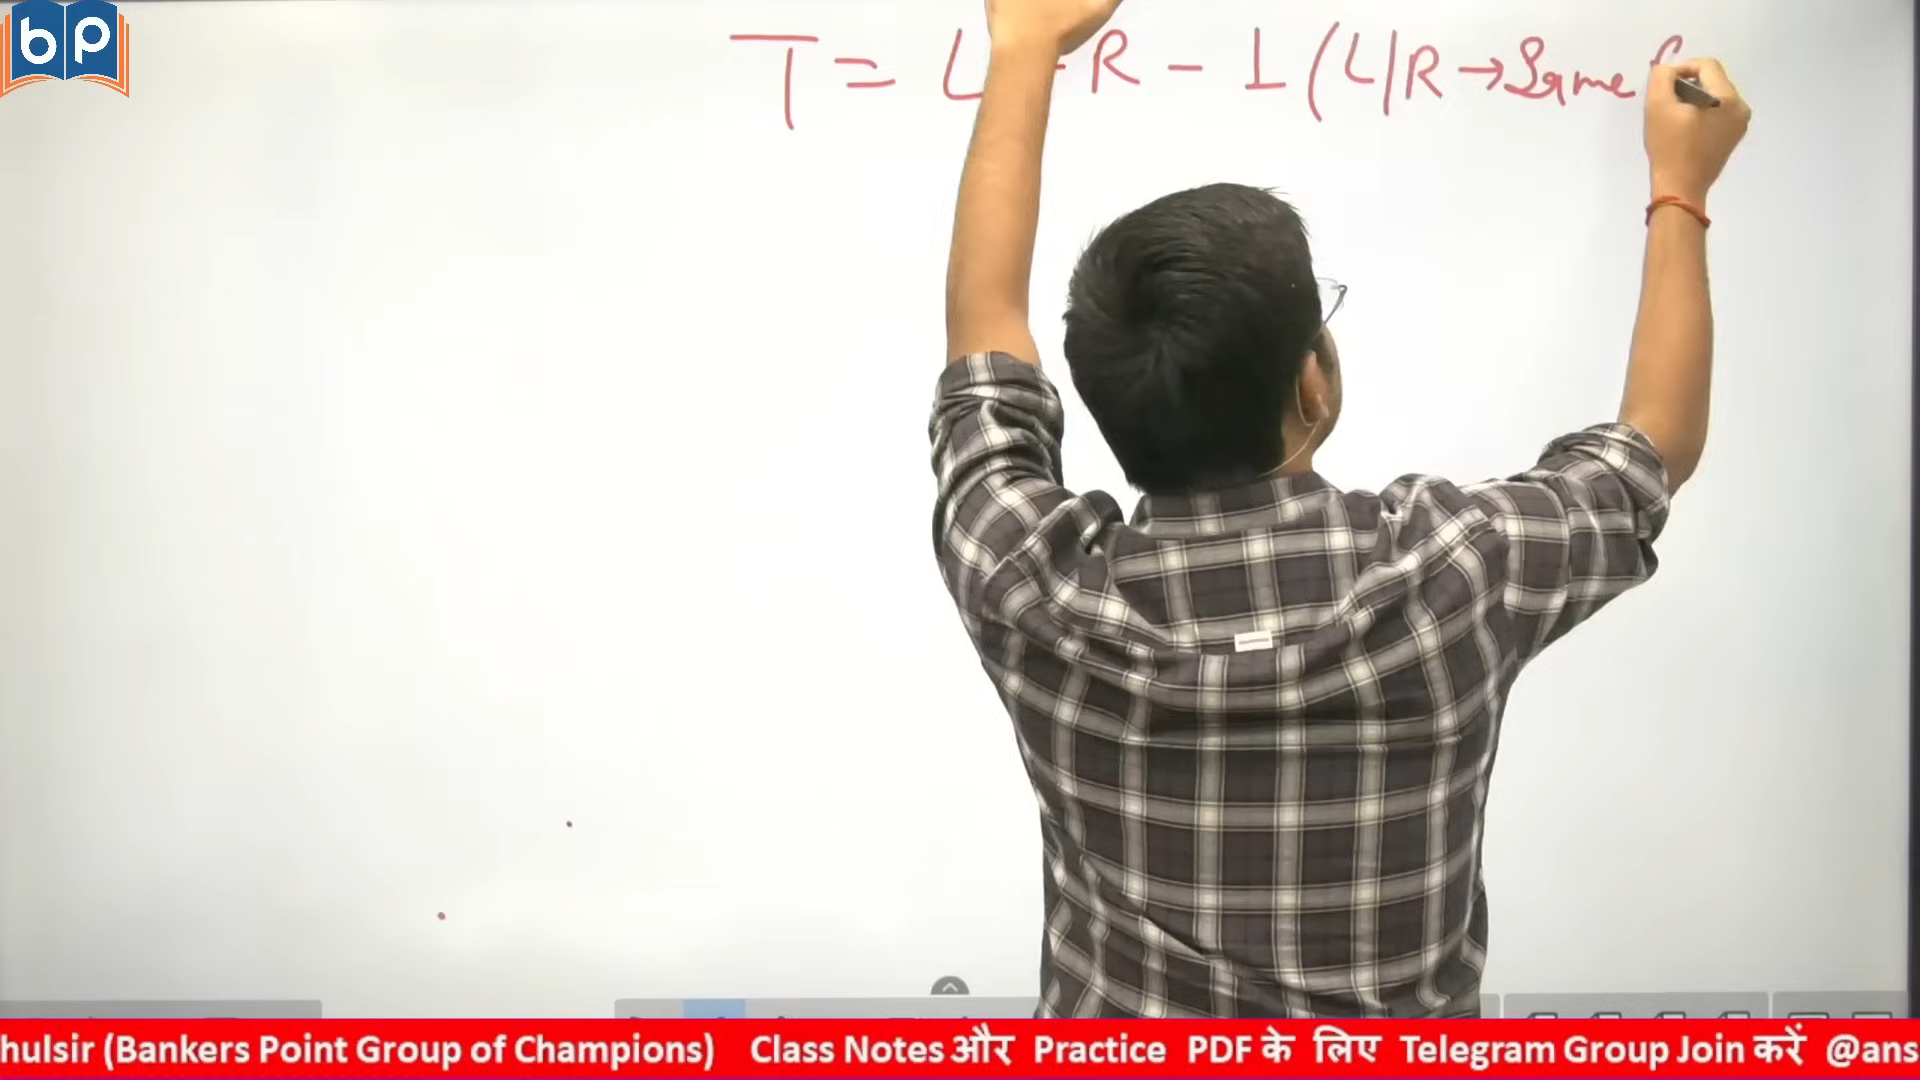 bp
T = L R - 1 (L/R → Same
hulsir (Bankers Point Group of Champions) Class Notes और Practice PDF के लिए Telegram Group Join करें @ans